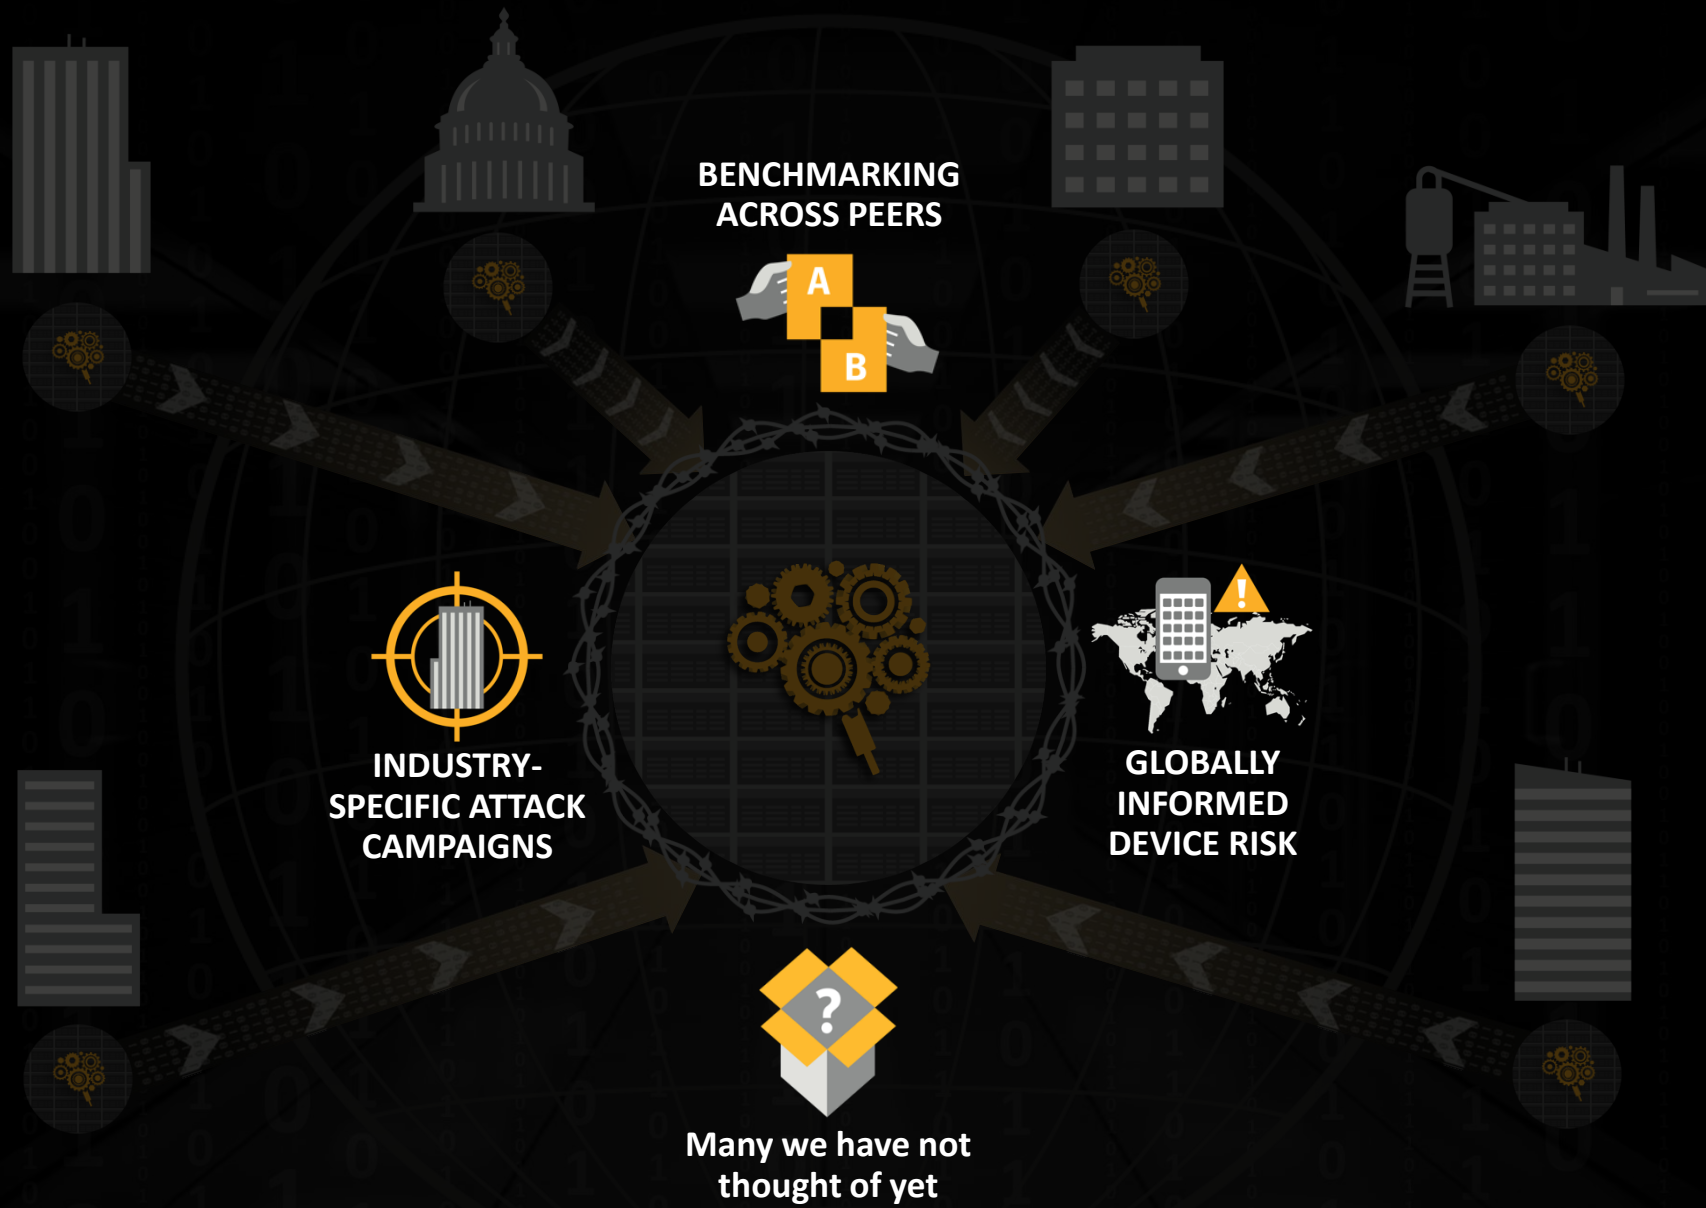 BENCHMARKING
ACROSS PEERS
A
B
INDUSTRY-
SPECIFIC ATTACK
CAMPAIGNS
!
GLOBALLY
INFORMED
DEVICE RISK
?
Many we have not
thought of yet